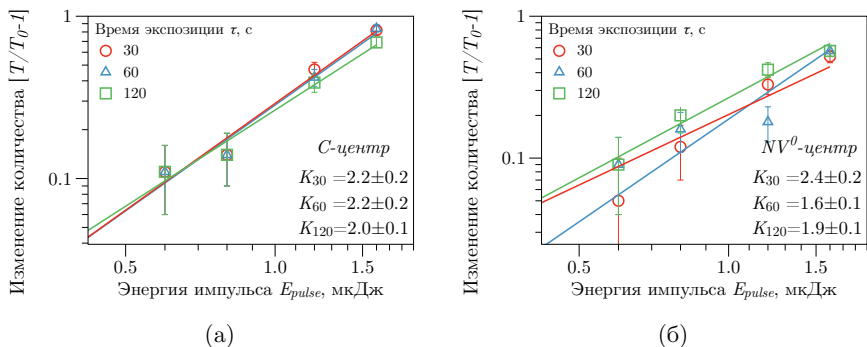 (а)
Изменение количества [T/T0-1]
1
0.1
Время экспозиции τ, с
30
60
120
C-центр
K30 =2.2±0.2
K60 =2.2±0.2
K120=2.0±0.1
0.5 1.0 1.5
Энергия импульса Epulse, мкДж
(б)
Изменение количества [T/T0-1]
1
0.1
Время экспозиции τ, с
30
60
120
NV0-центр
K30 =2.4±0.2
K60 =1.6±0.1
K120=1.9±0.1
0.5 1.0 1.5
Энергия импульса Epulse, мкДж
(а)
(б)